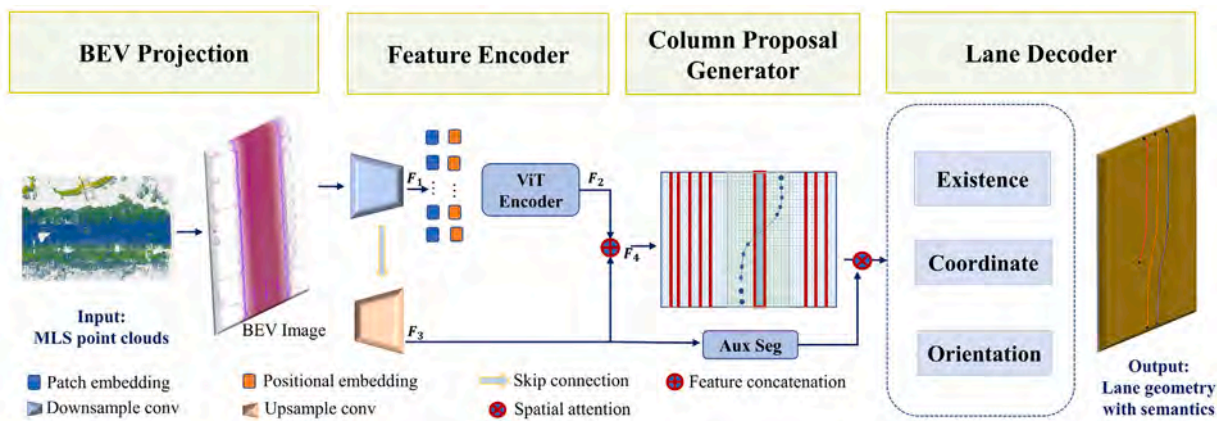 BEV Projection
Feature Encoder
Column Proposal
Generator
Lane Decoder
F1
ViT
Encoder
F2
F4
F3
Aux Seg
Existence
Coordinate
Orientation
Input:
MLS point clouds
BEV Image
Output:
Lane geometry
with semantics
Patch embedding
Positional embedding
Skip connection
Feature concatenation
Downsample conv
Upsample conv
Spatial attention